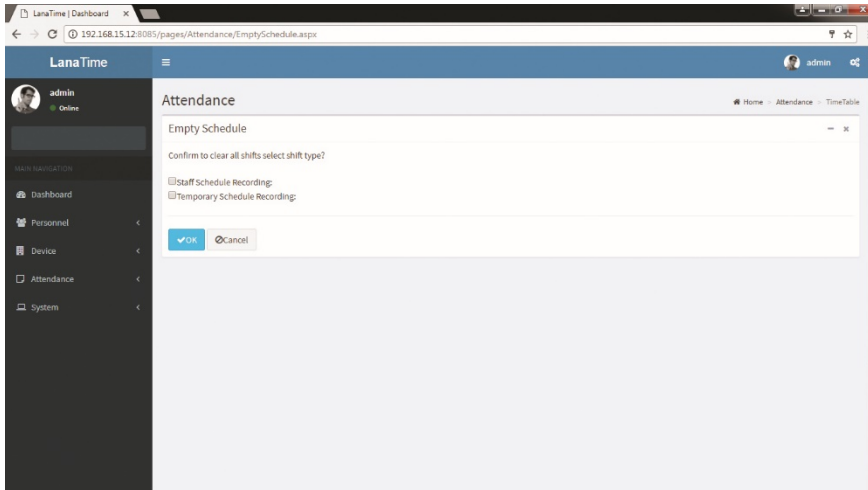 LanaTime | Dashboard
192.168.15.12:8085/pages/Attendance/EmptySchedule.aspx
LanaTime
admin
admin
Online
Attendance
Home > Attendance > TimeTable
Empty Schedule
Confirm to clear all shifts select shift type?
MAIN NAVIGATION
Staff Schedule Recording:
Temporary Schedule Recording:
Dashboard
Personnel
OK
Cancel
Device
Attendance
System